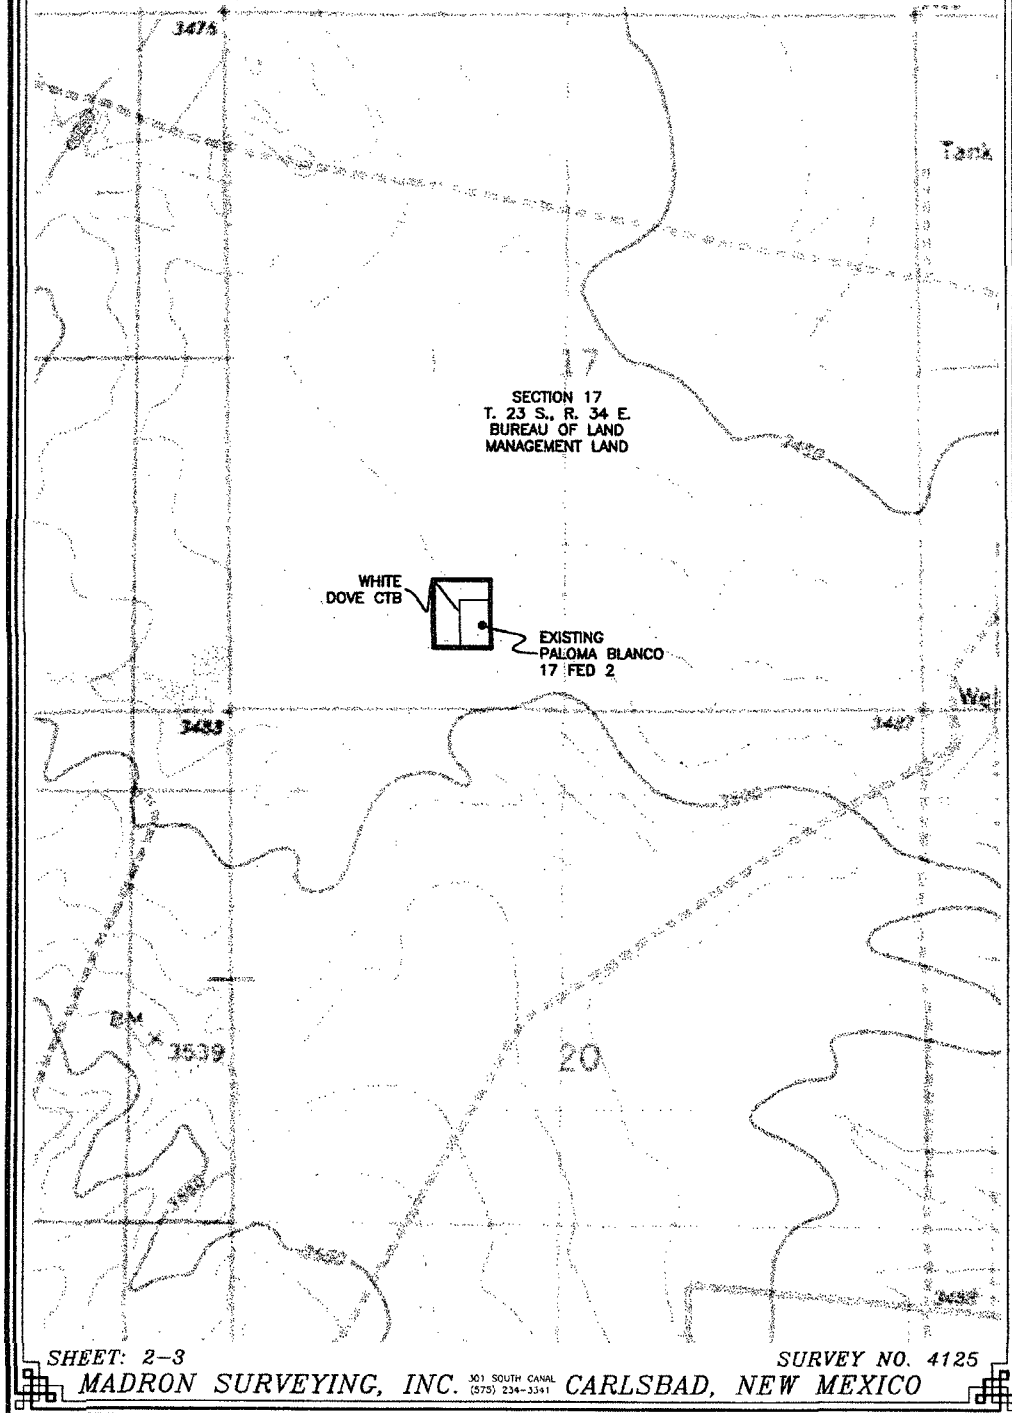 3475
Tank
17
SECTION 17
T. 23 S., R. 34 E.
BUREAU OF LAND
MANAGEMENT LAND
WHITE
DOVE CTB
EXISTING
PALOMA BLANCO
17 FED 2
3487
BM
3539
20
SHEET: 2-3
SURVEY NO. 4125
MADRON SURVEYING, INC. 301 SOUTH CANAL (575) 234-3341 CARLSBAD, NEW MEXICO